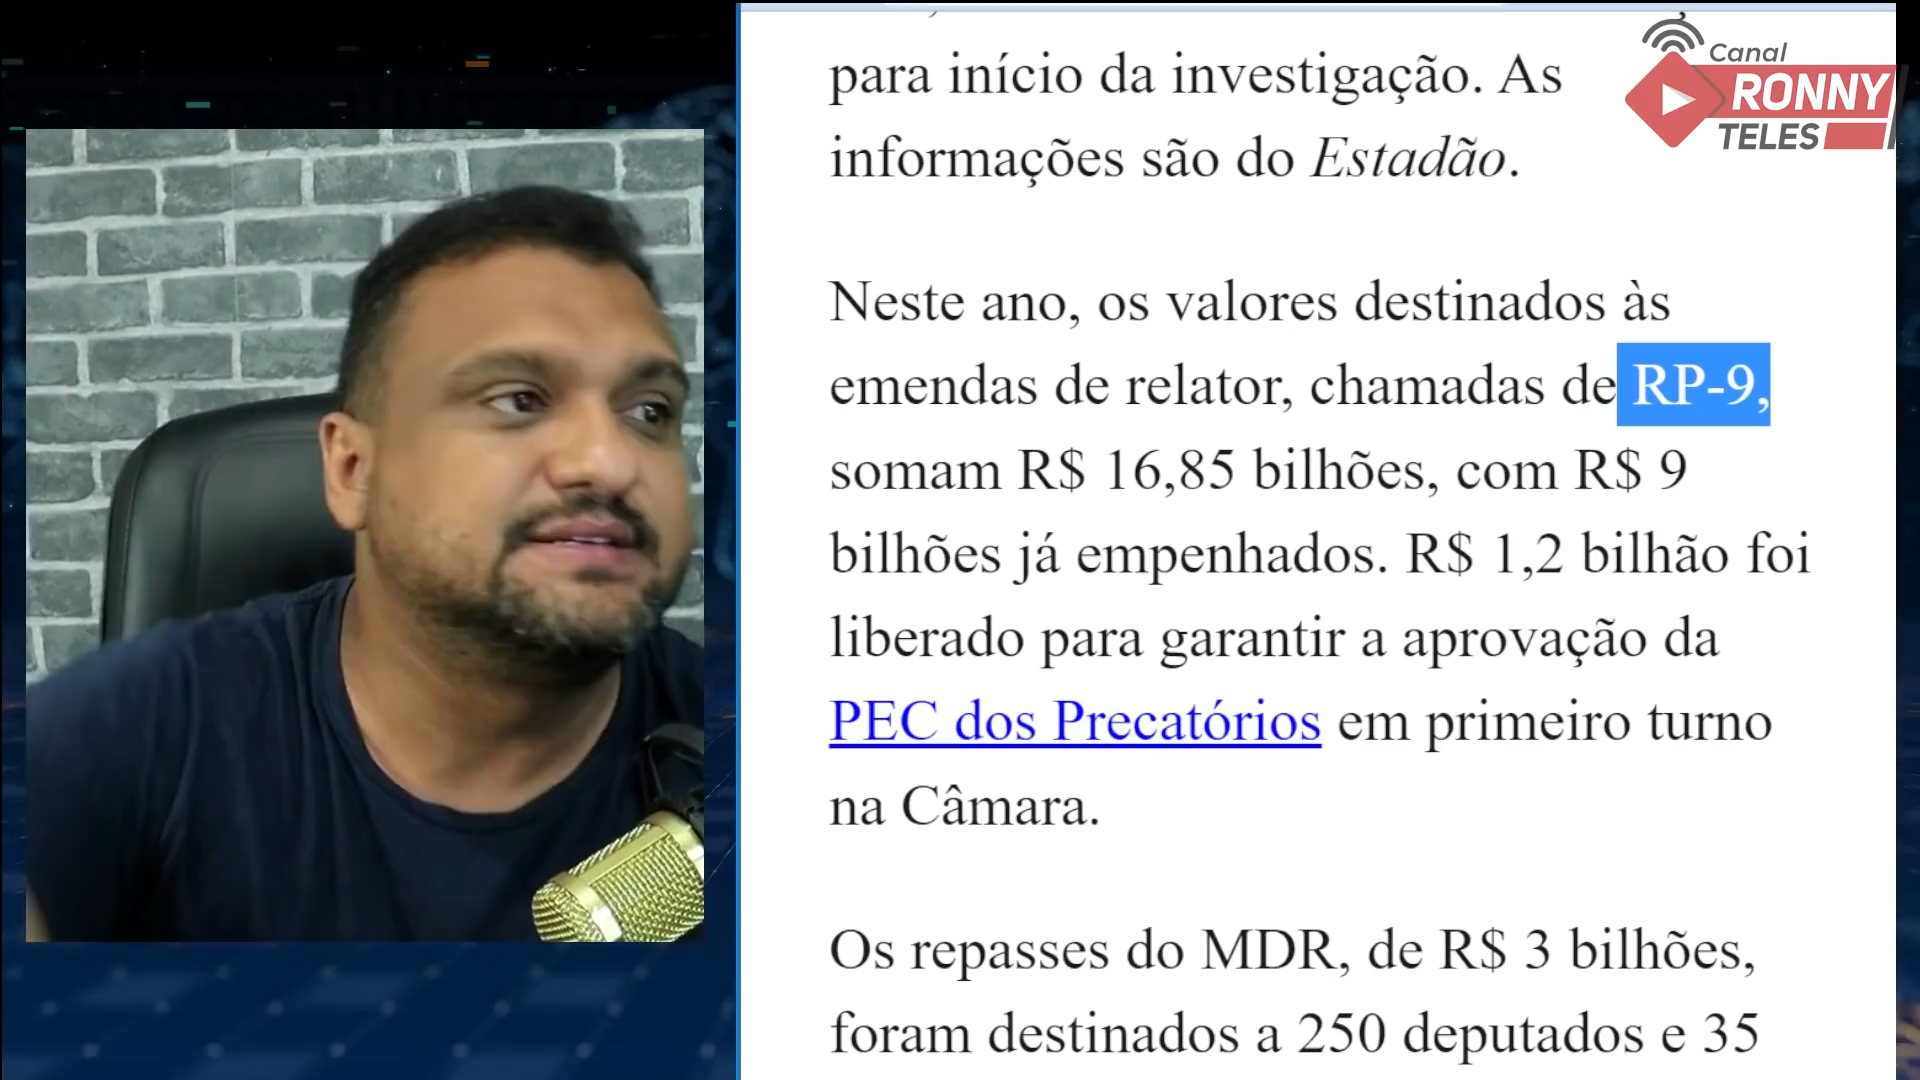 Canal
RONNY
TELES
para início da investigação. As
informações são do Estadão.
Neste ano, os valores destinados às
emendas de relator, chamadas de RP-9,
somam R$ 16,85 bilhões, com R$ 9
bilhões já empenhados. R$ 1,2 bilhão foi
liberado para garantir a aprovação da
PEC dos Precatórios em primeiro turno
na Câmara.
Os repasses do MDR, de R$ 3 bilhões,
foram destinados a 250 deputados e 35